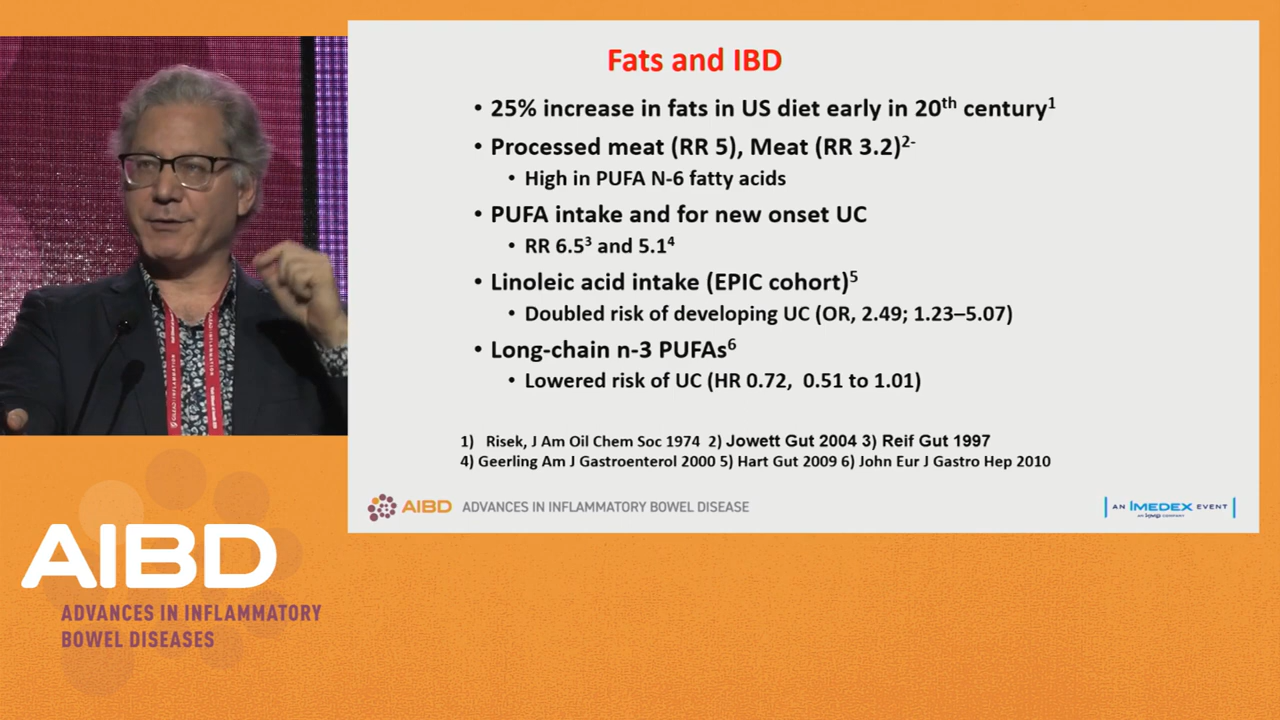 Fats and IBD
• 25% increase in fats in US diet early in 20th century1
• Processed meat (RR 5), Meat (RR 3.2)2-
• High in PUFA N-6 fatty acids
• PUFA intake and for new onset UC
• RR 6.53 and 5.14
• Linoleic acid intake (EPIC cohort)5
• Doubled risk of developing UC (OR, 2.49; 1.23–5.07)
• Long-chain n-3 PUFAs6
• Lowered risk of UC (HR 0.72, 0.51 to 1.01)
1) Risek, J Am Oil Chem Soc 1974 2) Jowett Gut 2004 3) Reif Gut 1997
4) Geerling Am J Gastroenterol 2000 5) Hart Gut 2009 6) John Eur J Gastro Hep 2010
AIBD ADVANCES IN INFLAMMATORY BOWEL DISEASE
AN IMEDEX EVENT
AIBD
ADVANCES IN INFLAMMATORY
BOWEL DISEASES